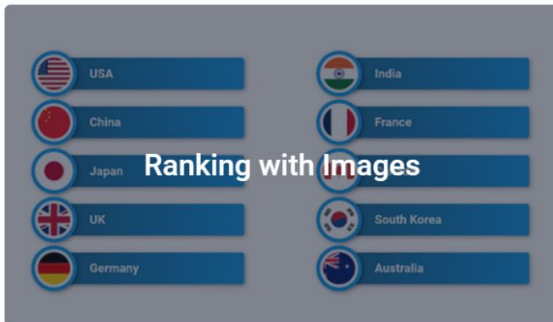 USA
China
Japan
UK
Germany
Ranking with Images
India
France
South Korea
Australia